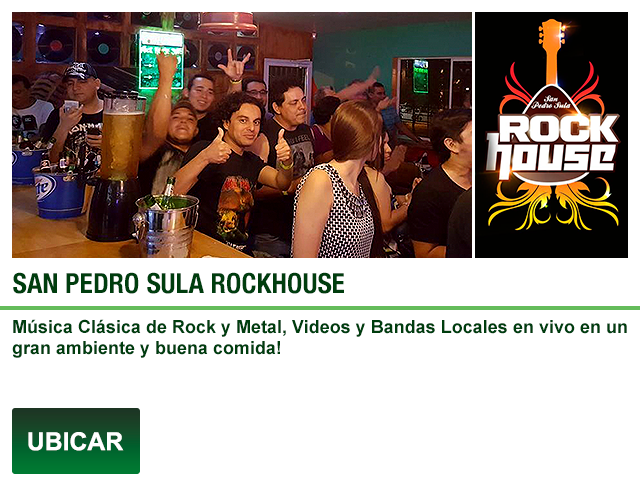 San
Pedro Sula
ROCK
HOUSE
SAN PEDRO SULA ROCKHOUSE
Música Clásica de Rock y Metal, Videos y Bandas Locales en vivo en un
gran ambiente y buena comida!
UBICAR